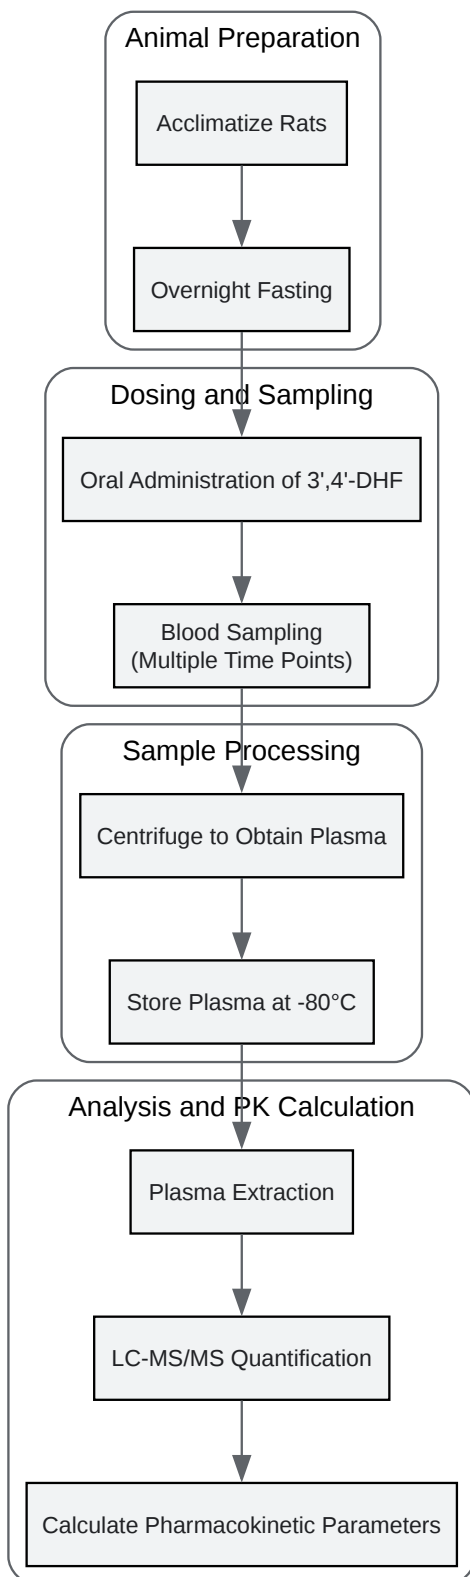 Animal Preparation
Acclimatize Rats
Overnight Fasting
Dosing and Sampling
Oral Administration of 3',4'-DHF
Blood Sampling
(Multiple Time Points)
Sample Processing
Centrifuge to Obtain Plasma
Store Plasma at -80°C
Analysis and PK Calculation
Plasma Extraction
LC-MS/MS Quantification
Calculate Pharmacokinetic Parameters